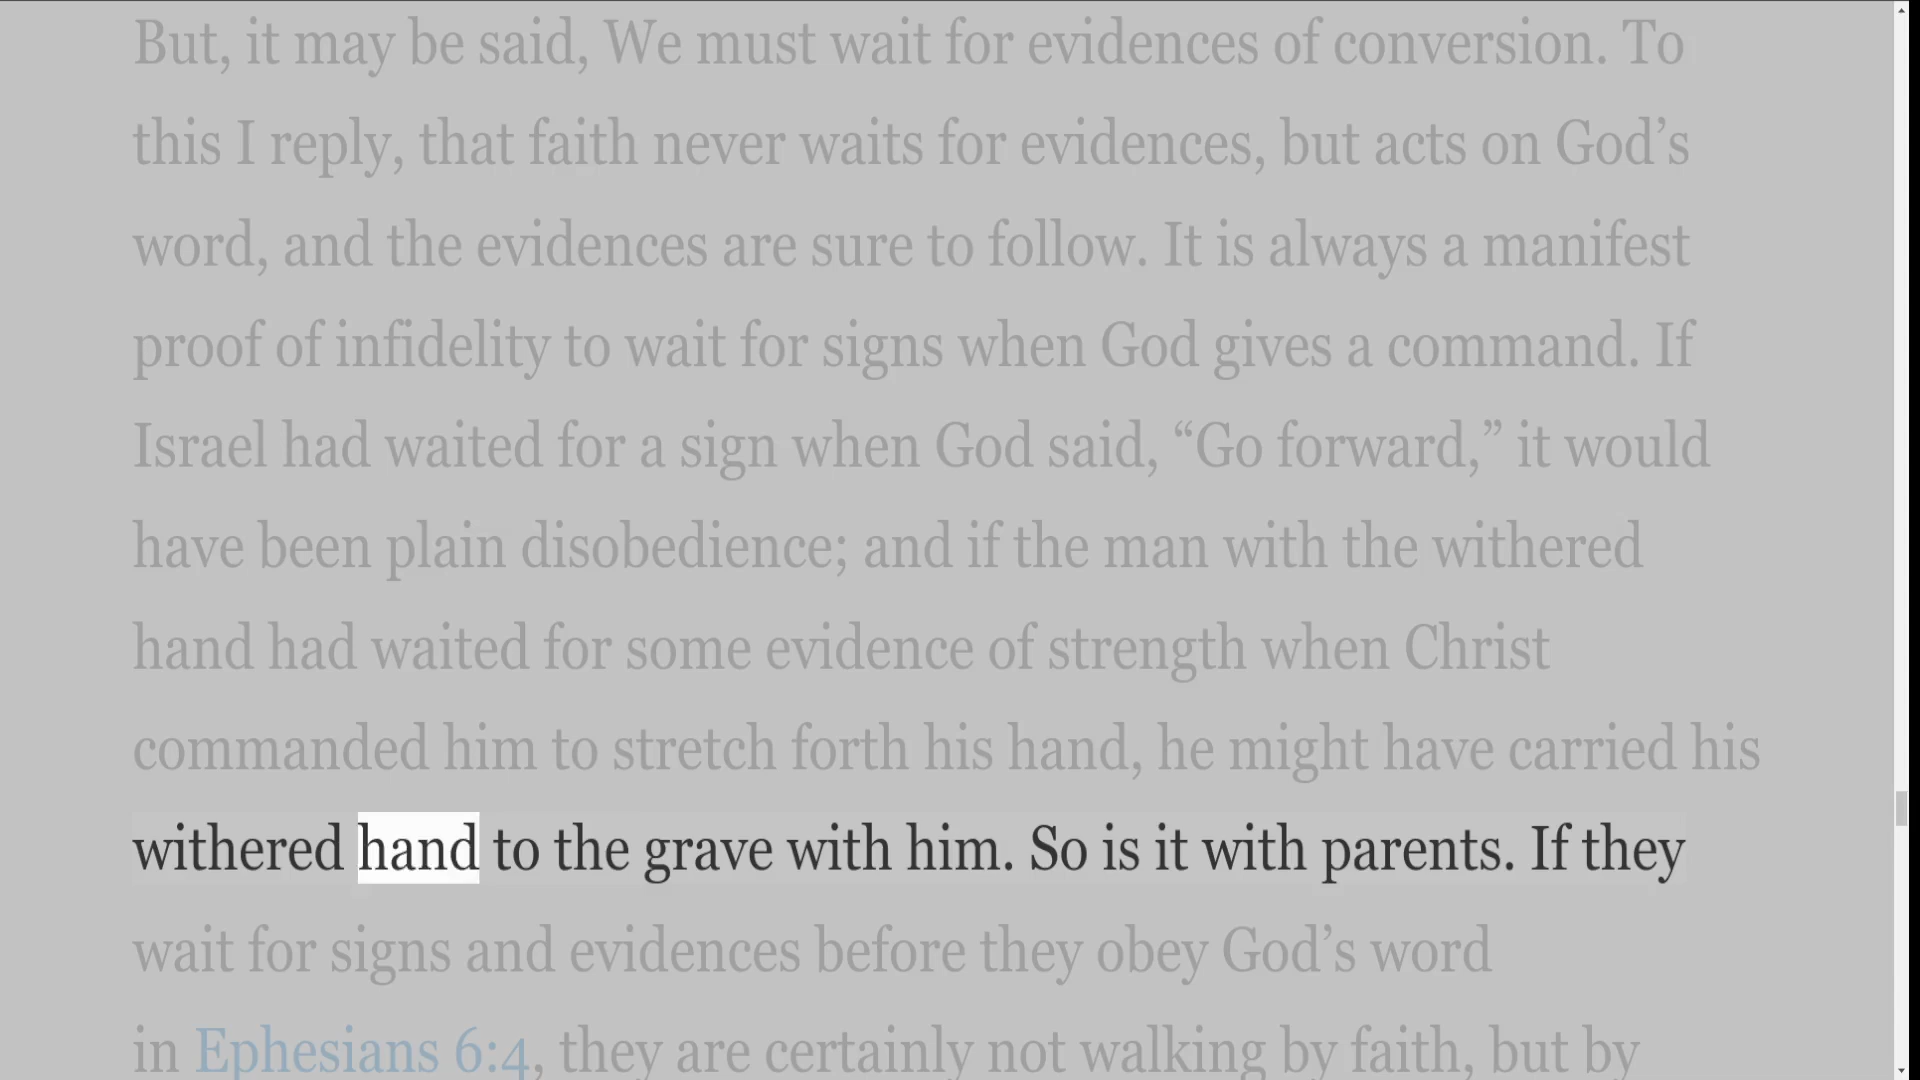 But, it may be said, We must wait for evidences of conversion. To
this I reply, that faith never waits for evidences, but acts on God’s
word, and the evidences are sure to follow. It is always a manifest
proof of infidelity to wait for signs when God gives a command. If
Israel had waited for a sign when God said, “Go forward,” it would
have been plain disobedience; and if the man with the withered
hand had waited for some evidence of strength when Christ
commanded him to stretch forth his hand, he might have carried his
withered hand to the grave with him. So is it with parents. If they
wait for signs and evidences before they obey God’s word
in Ephesians 6:4, they are certainly not walking by faith, but by